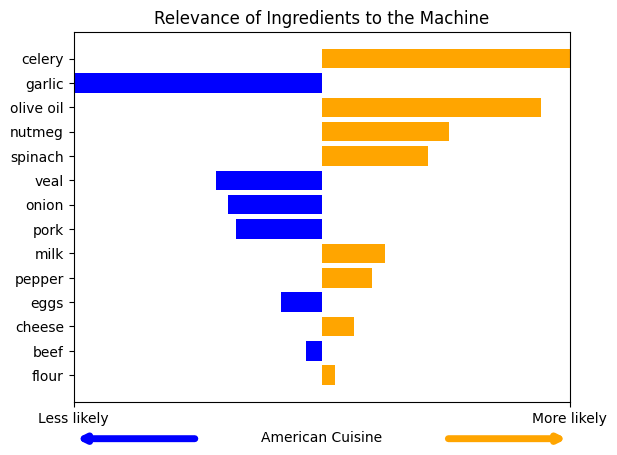 Relevance of Ingredients to the Machine
celery
garlic
olive oil
nutmeg
spinach
veal
onion
pork
milk
pepper
eggs
cheese
beef
flour
Less likely More likely
American Cuisine